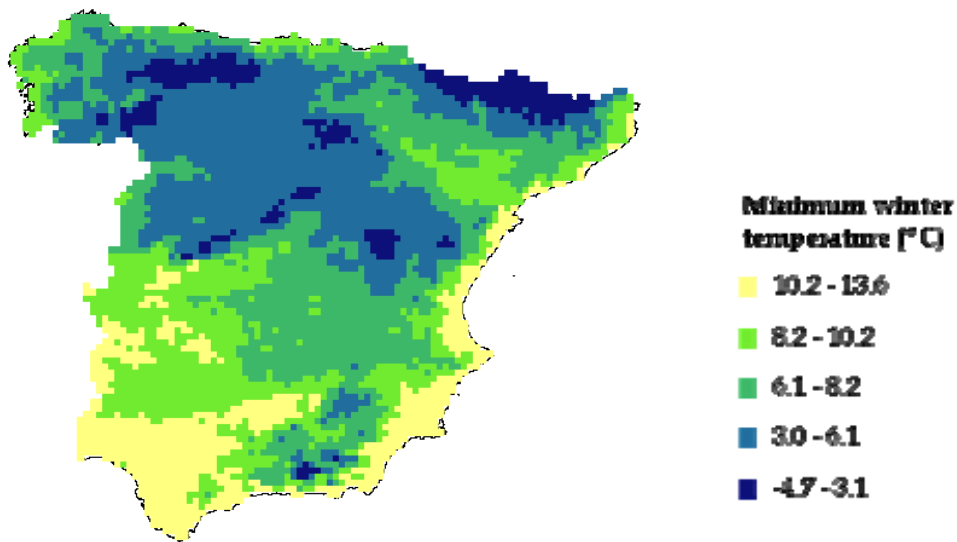 Minimum winter
temperature (°C)
10.2 - 13.6
8.2 - 10.2
6.1 - 8.2
3.0 - 6.1
-4.7 -3.1